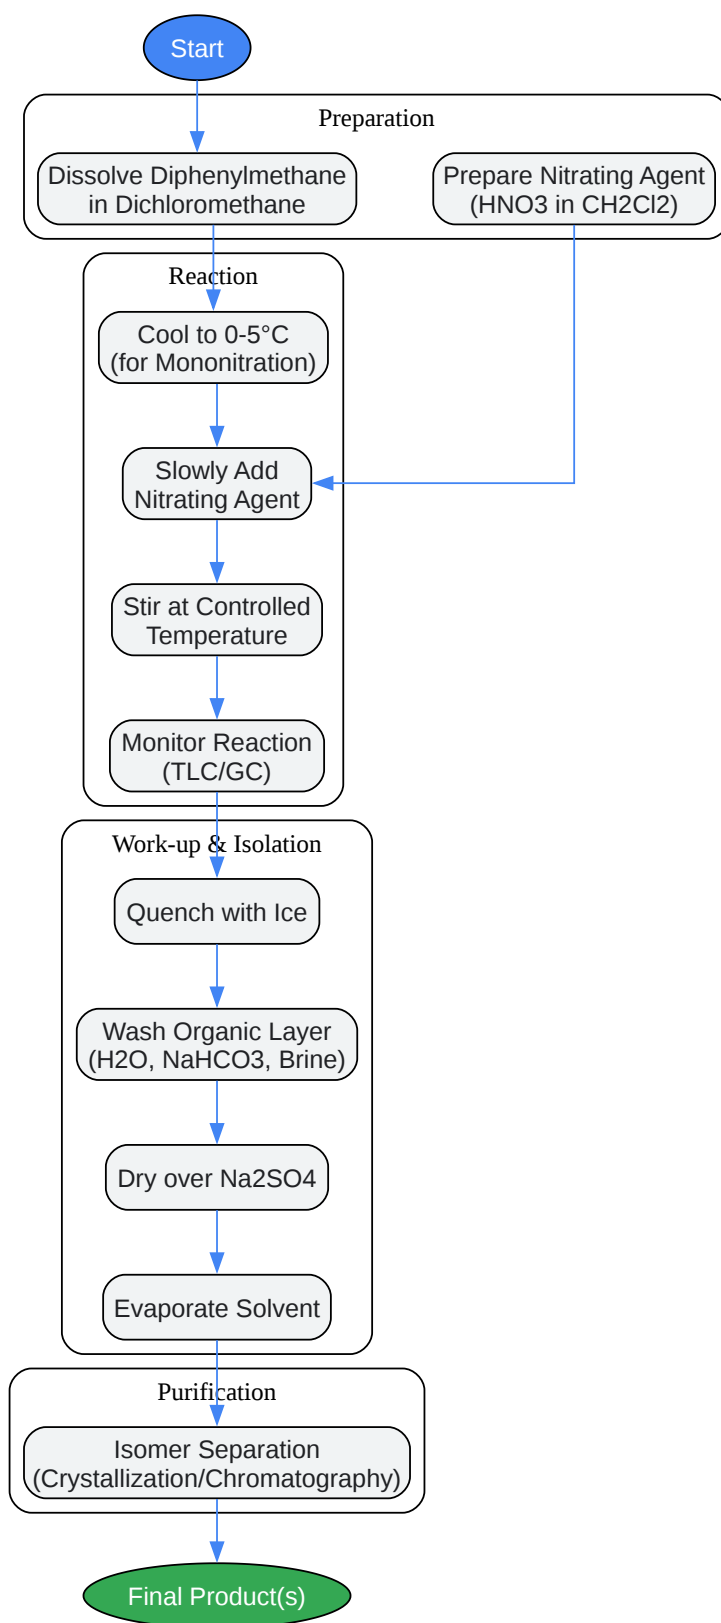 Start
Preparation
Dissolve Diphenylmethane
in Dichloromethane
Prepare Nitrating Agent
(HNO3 in CH2Cl2)
Reaction
Cool to 0-5°C
(for Mononitration)
Slowly Add
Nitrating Agent
Stir at Controlled
Temperature
Monitor Reaction
(TLC/GC)
Work-up & Isolation
Quench with Ice
Wash Organic Layer
(H2O, NaHCO3, Brine)
Dry over Na2SO4
Evaporate Solvent
Purification
Isomer Separation
(Crystallization/Chromatography)
Final Product(s)